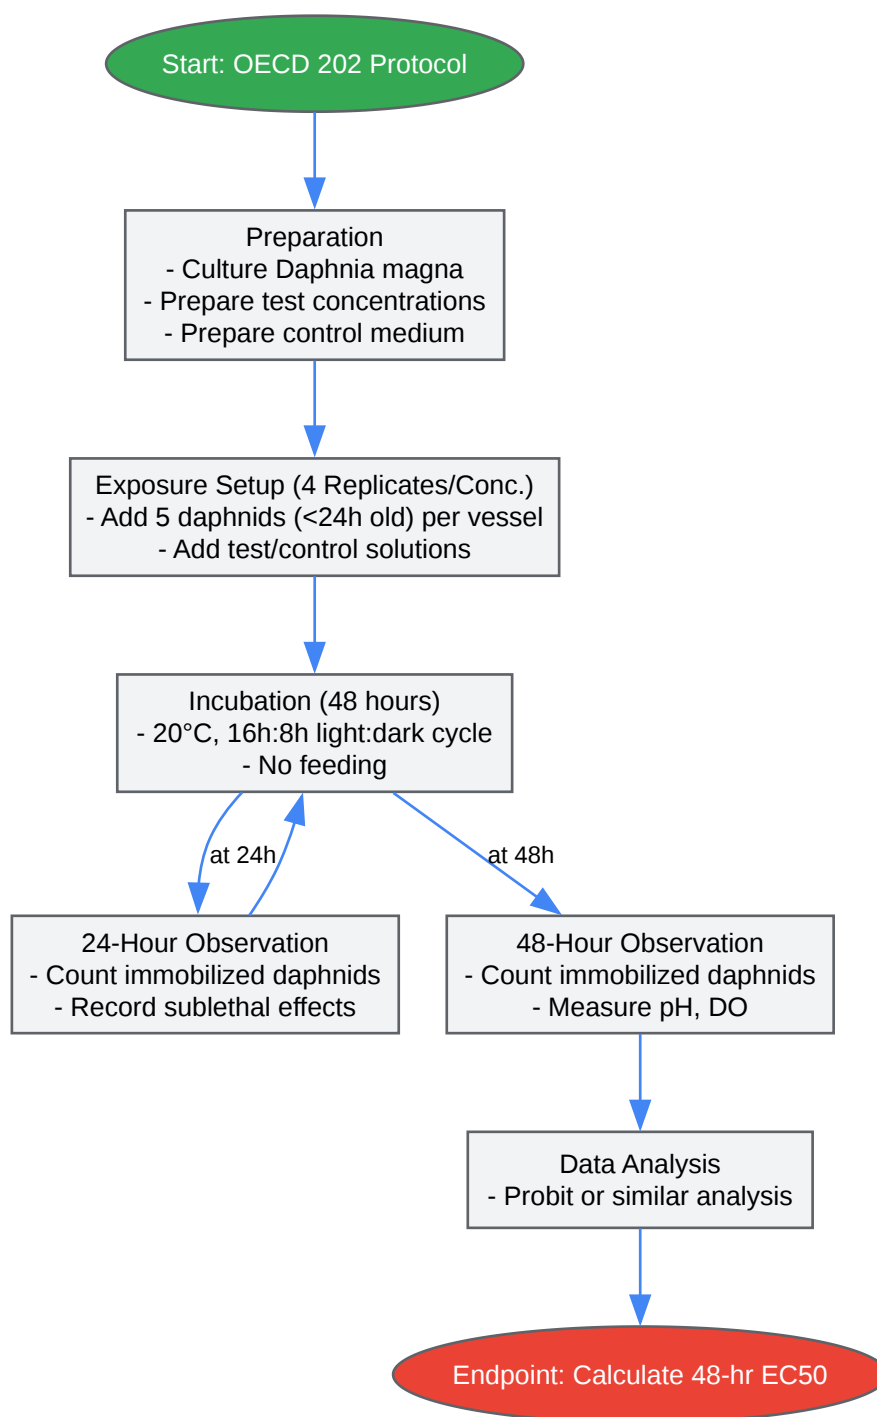 Start: OECD 202 Protocol
Preparation
- Culture Daphnia magna
- Prepare test concentrations
- Prepare control medium
Exposure Setup (4 Replicates/Conc.)
- Add 5 daphnids (<24h old) per vessel
- Add test/control solutions
Incubation (48 hours)
- 20°C, 16h:8h light:dark cycle
- No feeding
at 24h
at 48h
24-Hour Observation
- Count immobilized daphnids
- Record sublethal effects
48-Hour Observation
- Count immobilized daphnids
- Measure pH, DO
Data Analysis
- Probit or similar analysis
Endpoint: Calculate 48-hr EC50